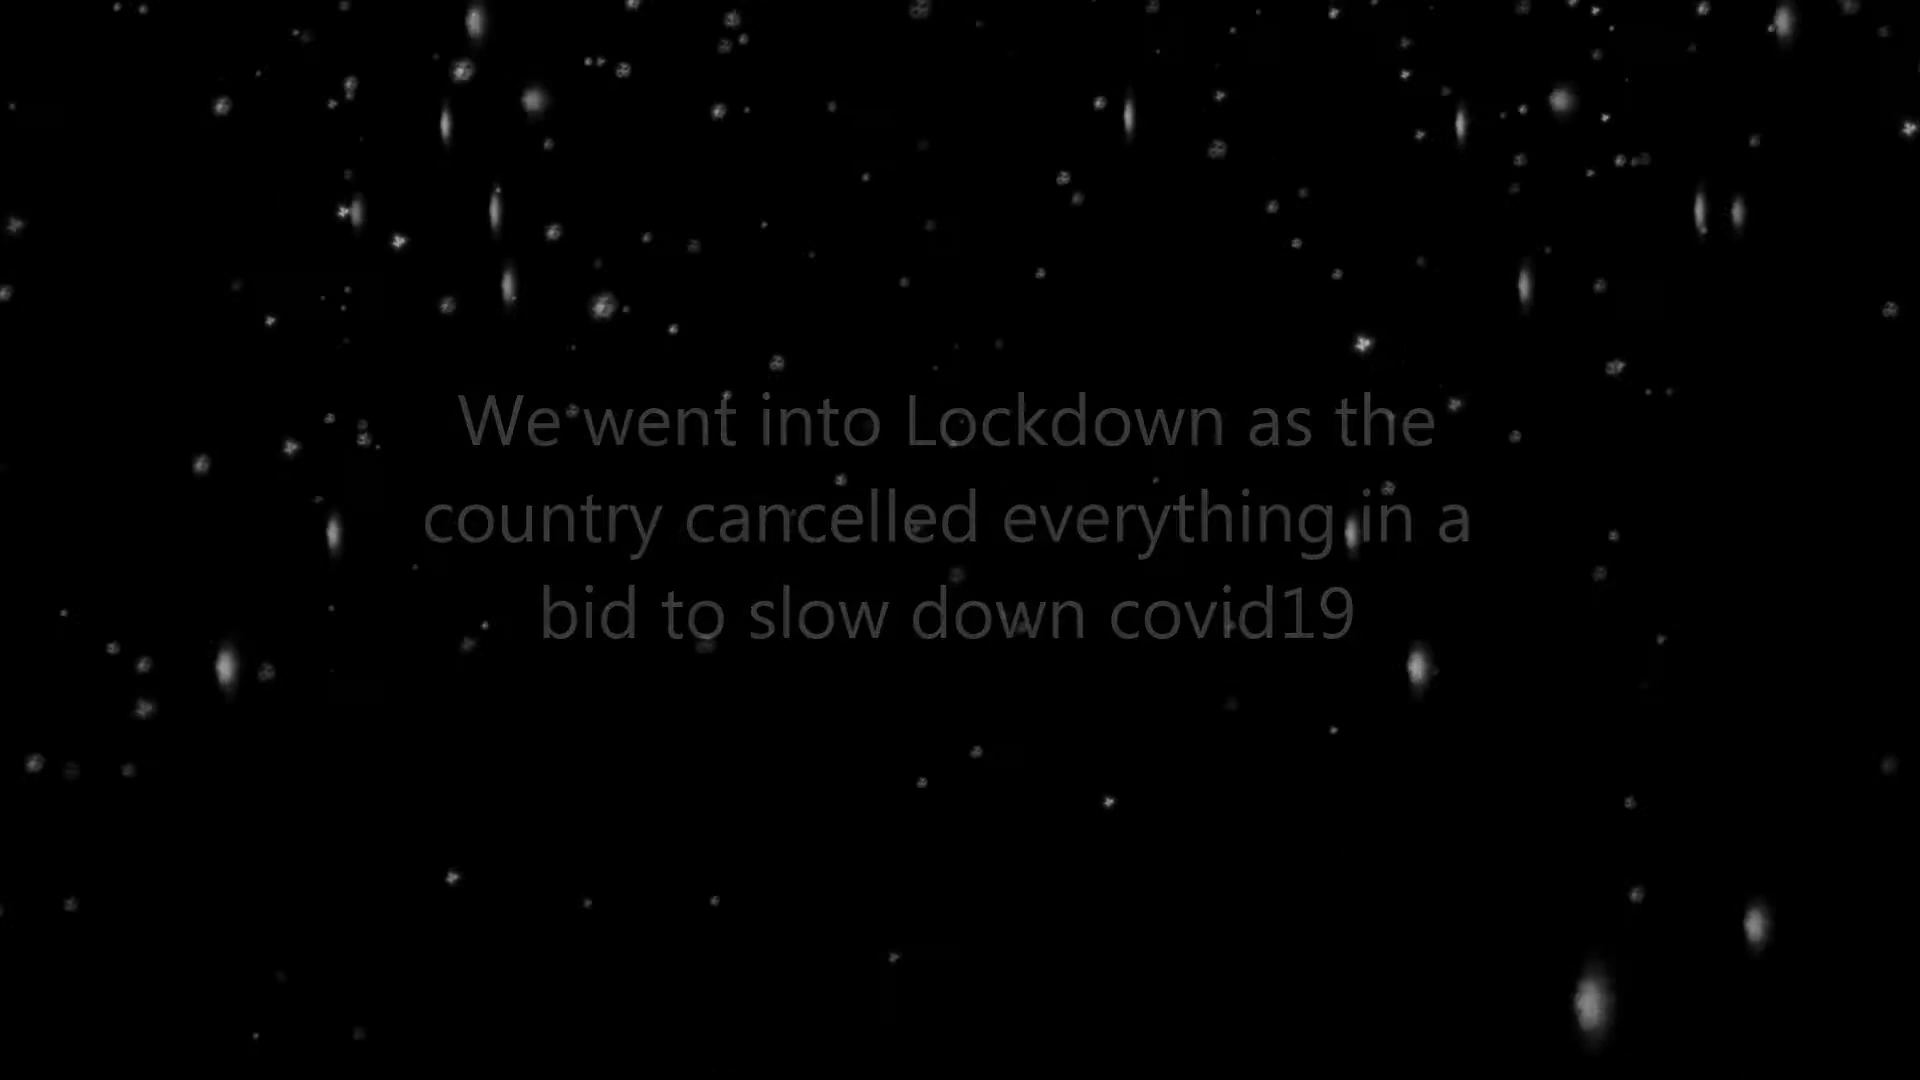 We went into Lockdown as the
country cancelled everything in a
bid to slow down covid19